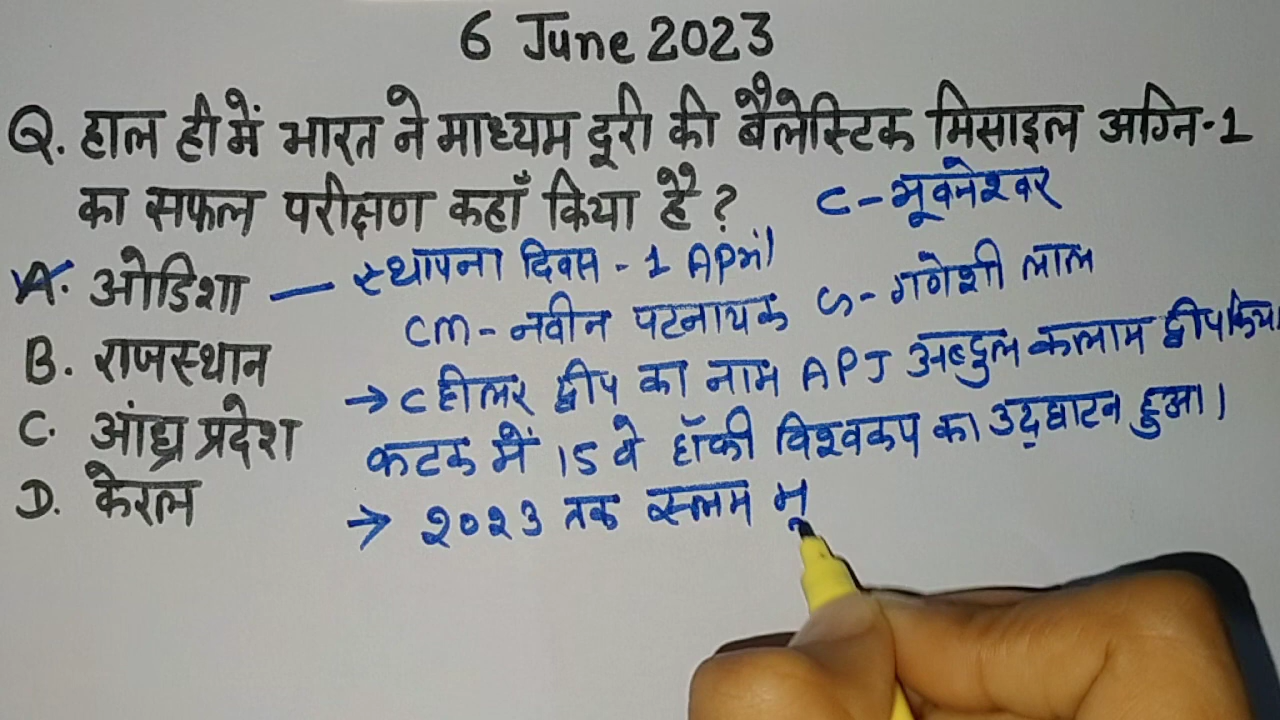 6 June 2023
Q. हाल ही में भारत ने माध्यम दूरी की बैलेस्टिक मिसाइल अग्नि-1
का सफल परीक्षण कहाँ किया है?
C - भूवनेश्वर
A. ओडिशा — स्थापना दिवस - 1 APril
CM - नवीन पटनायक G - गणेशी लाल
B. राजस्थान
→ C हीलर द्वीप का नाम APJ अब्दुल कलाम द्वीप किया
C. आंध्र प्रदेश
कटक में 15 वे हॉकी विश्वकप का उद्घाटन हुआ।
D. केरल
→ 2023 तक स्लम मू